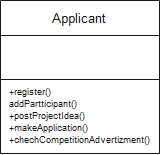 Applicant
+register()
addPartticipant()
+postProjectIdea()
+makeApplication()
+chechCompetitionAdvertizment()